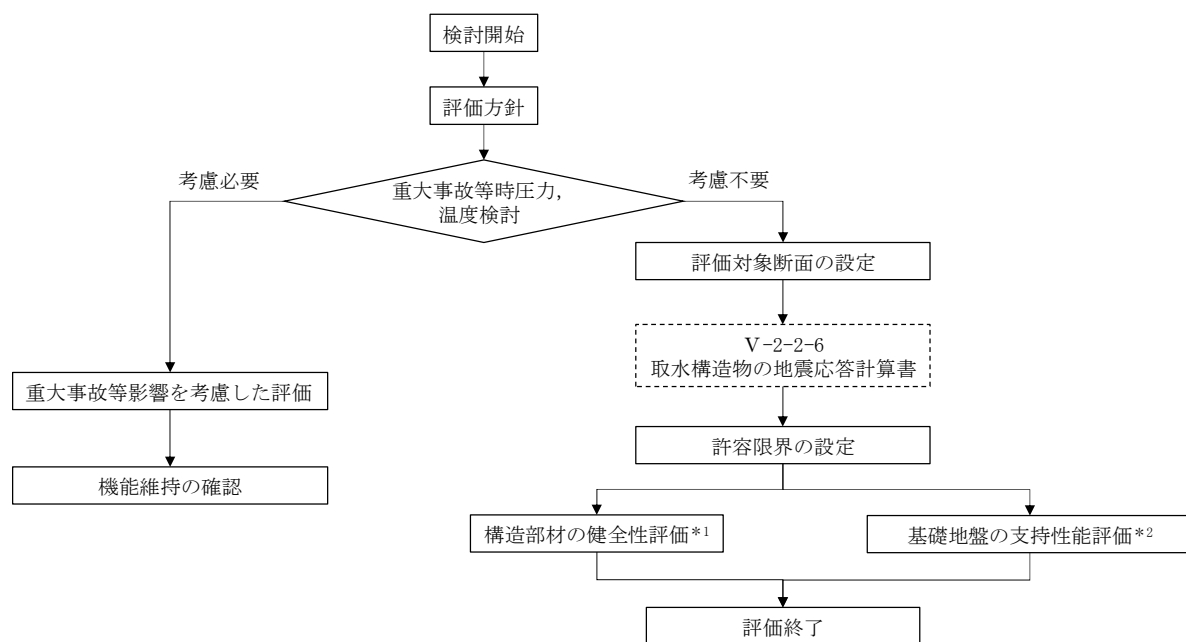 検討開始
評価方針
考慮必要
重大事故等時圧力,
温度検討
考慮不要
評価対象断面の設定
Ⅴ-2-2-6
取水構造物の地震応答計算書
重大事故等影響を考慮した評価
許容限界の設定
機能維持の確認
構造部材の健全性評価*1
基礎地盤の支持性能評価*2
評価終了